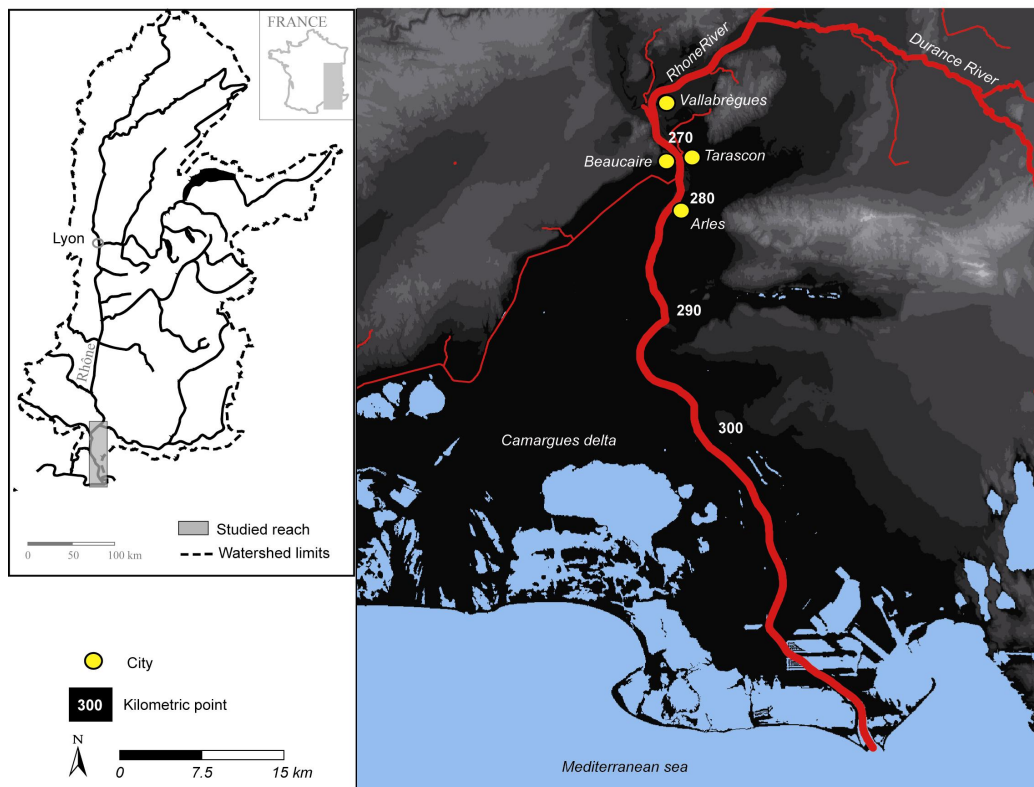 FRANCE
Lyon
Rhône
Studied reach
0 50 100 km
Watershed limits
City
300 Kilometric point
N
0 7.5 15 km
RhoneRiver
Durance River
Vallabrègues
270
Beaucaire
Tarascon
280
Arles
290
300
Camargues delta
Mediterranean sea